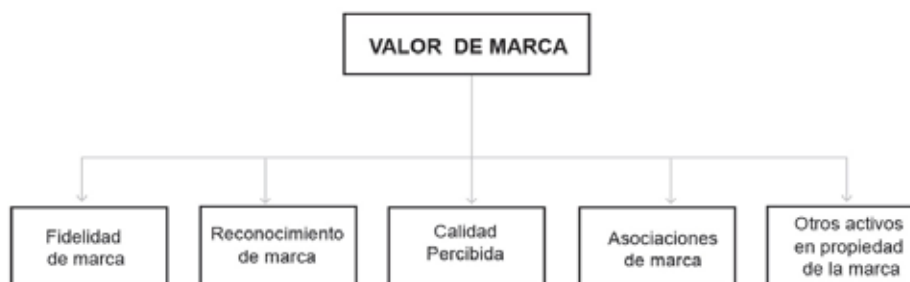 VALOR DE MARCA
Fidelidad
de marca
Reconocimiento
de marca
Calidad
Percibida
Asociaciones
de marca
Otros activos
en propiedad
de la marca